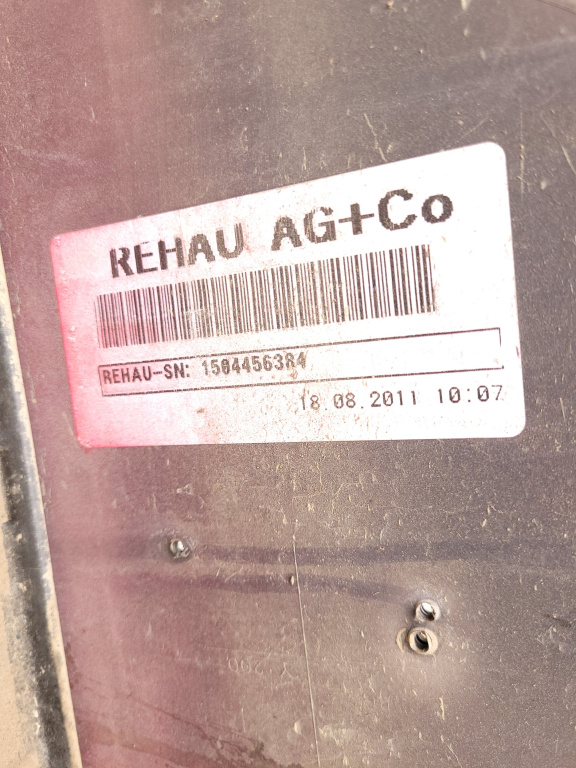 REHAU AG+Co
REHAU-SN: 1504456384
18.08.2011 10:07